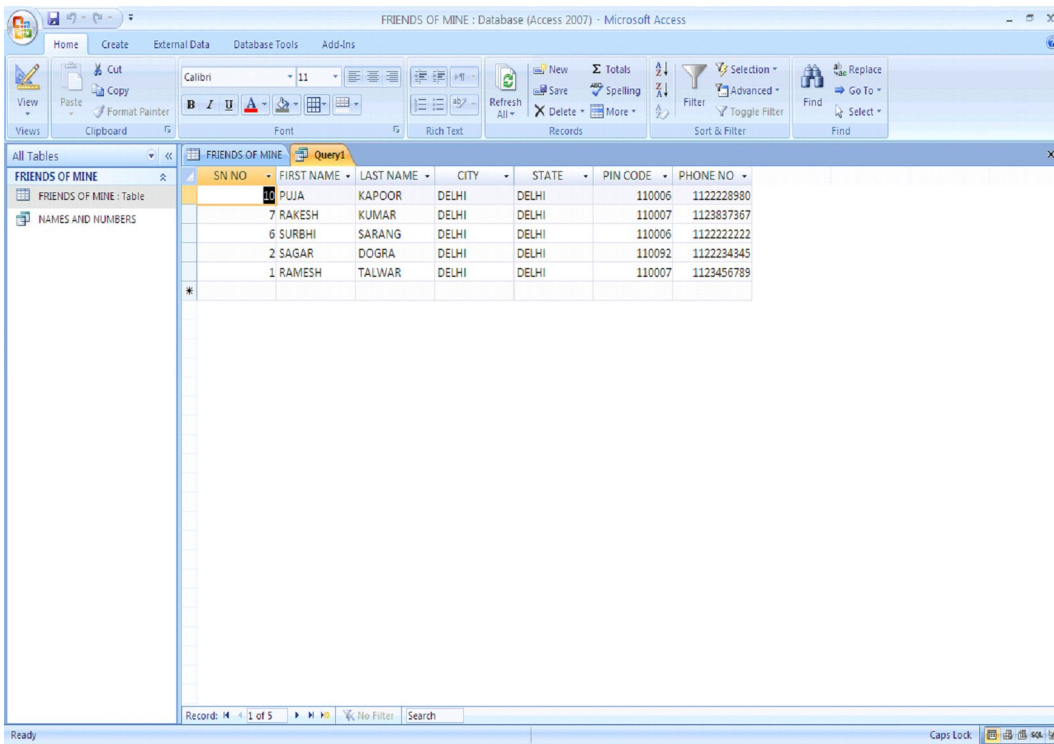 FRIENDS OF MINE : Database (Access 2007) - Microsoft Access
Home Create External Data Database Tools Add-Ins
View
Views
Paste
Cut
Copy
Format Painter
Clipboard
Calibri 11
B I U A
Font
Rich Text
Refresh All
New Save Delete
Totals Spelling More
Records
Filter
Selection
Advanced
Toggle Filter
Sort & Filter
Find
Replace
Go To
Select
Find
All Tables
FRIENDS OF MINE
FRIENDS OF MINE : Table
NAMES AND NUMBERS
FRIENDS OF MINE Query1
SN NO FIRST NAME LAST NAME CITY STATE PIN CODE PHONE NO
10 PUJA KAPOOR DELHI DELHI 110006 1122228980
7 RAKESH KUMAR DELHI DELHI 110007 1123837367
6 SURBHI SARANG DELHI DELHI 110006 1122222222
2 SAGAR DOGRA DELHI DELHI 110092 1122234345
1 RAMESH TALWAR DELHI DELHI 110007 1123456789
Record: 1 of 5 No Filter Search
Ready Caps Lock SQL